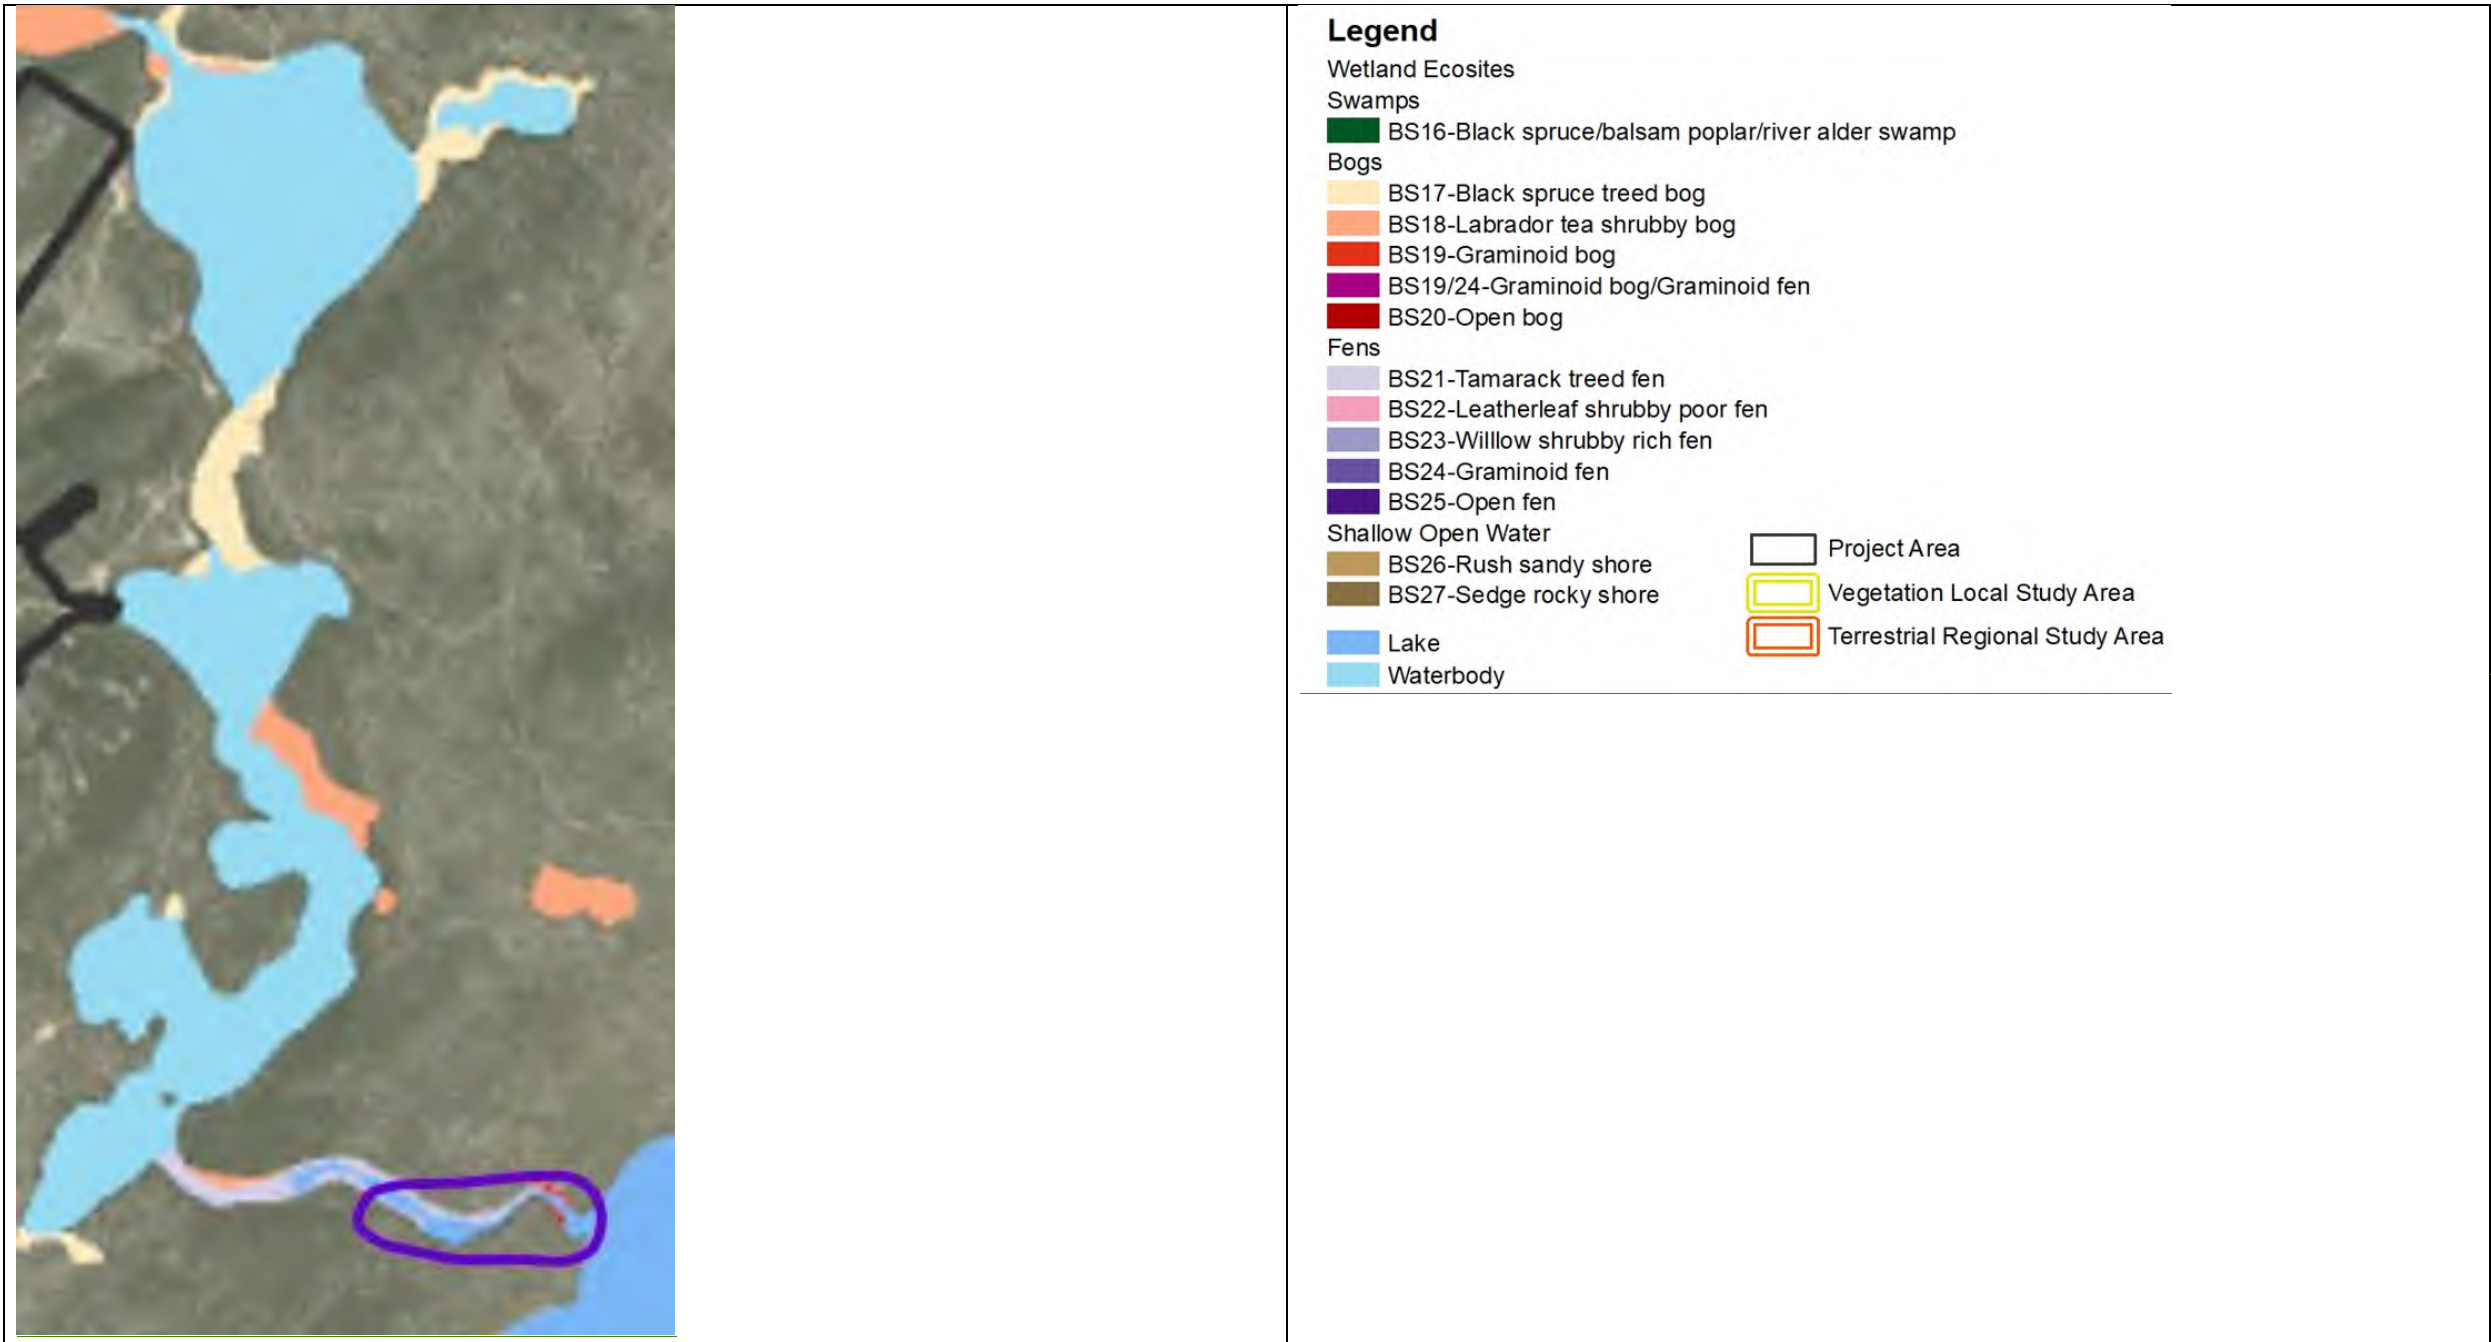 Legend
Wetland Ecosites
Swamps
BS16-Black spruce/balsam poplar/river alder swamp
Bogs
BS17-Black spruce treed bog
BS18-Labrador tea shrubby bog
BS19-Graminoid bog
BS19/24-Graminoid bog/Graminoid fen
BS20-Open bog
Fens
BS21-Tamarack treed fen
BS22-Leatherleaf shrubby poor fen
BS23-Willlow shrubby rich fen
BS24-Graminoid fen
BS25-Open fen
Shallow Open Water
BS26-Rush sandy shore
BS27-Sedge rocky shore
Lake
Waterbody
Project Area
Vegetation Local Study Area
Terrestrial Regional Study Area